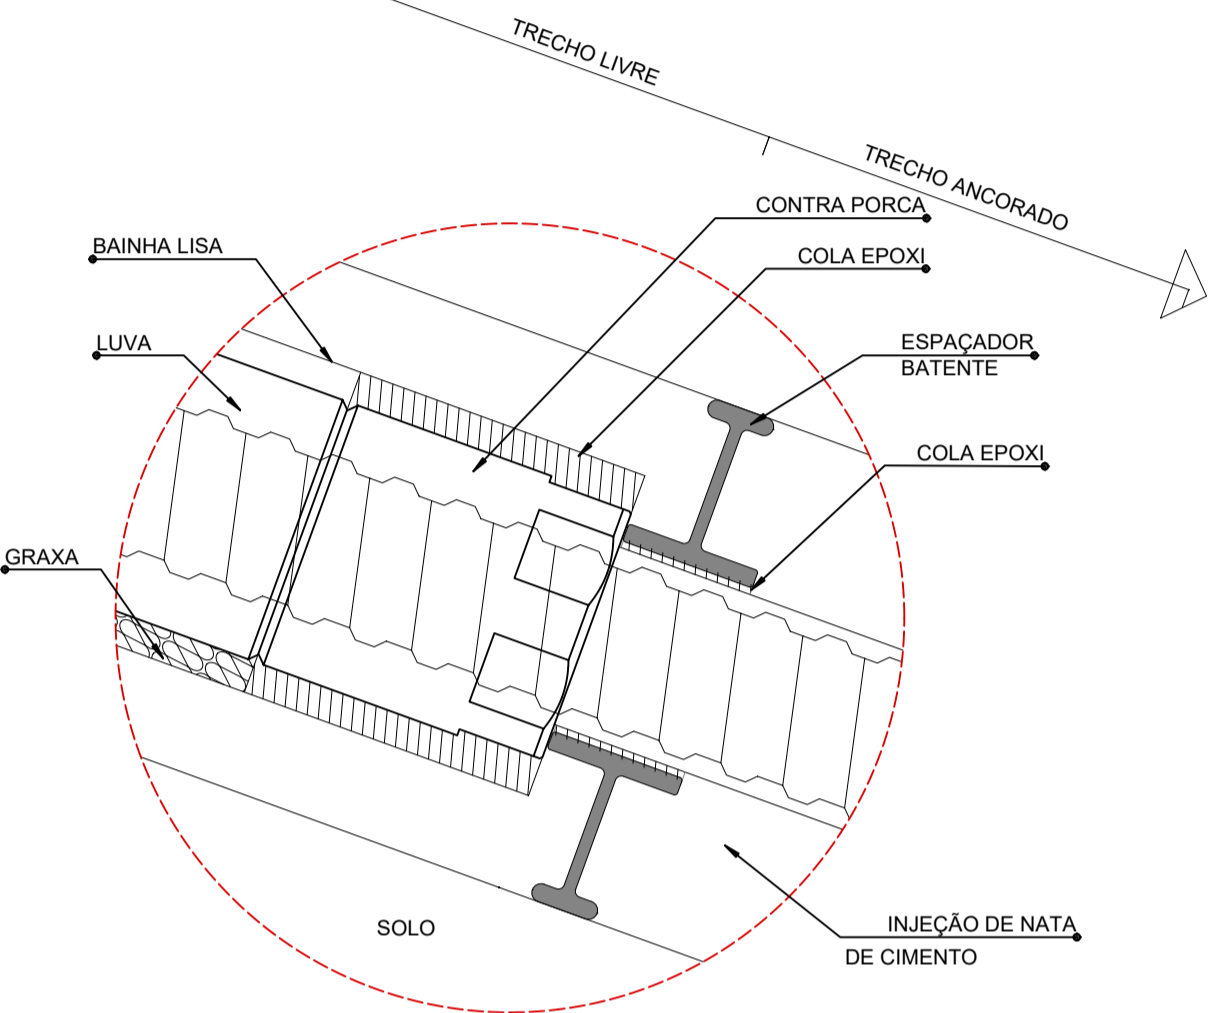 TRECHO LIVRE
TRECHO ANCORADO
CONTRA PORCA
BAINHA LISA
COLA EPOXI
LUVA
ESPAÇADOR
BATENTE
COLA EPOXI
GRAXA
SOLO
INJEÇÃO DE NATA
DE CIMENTO